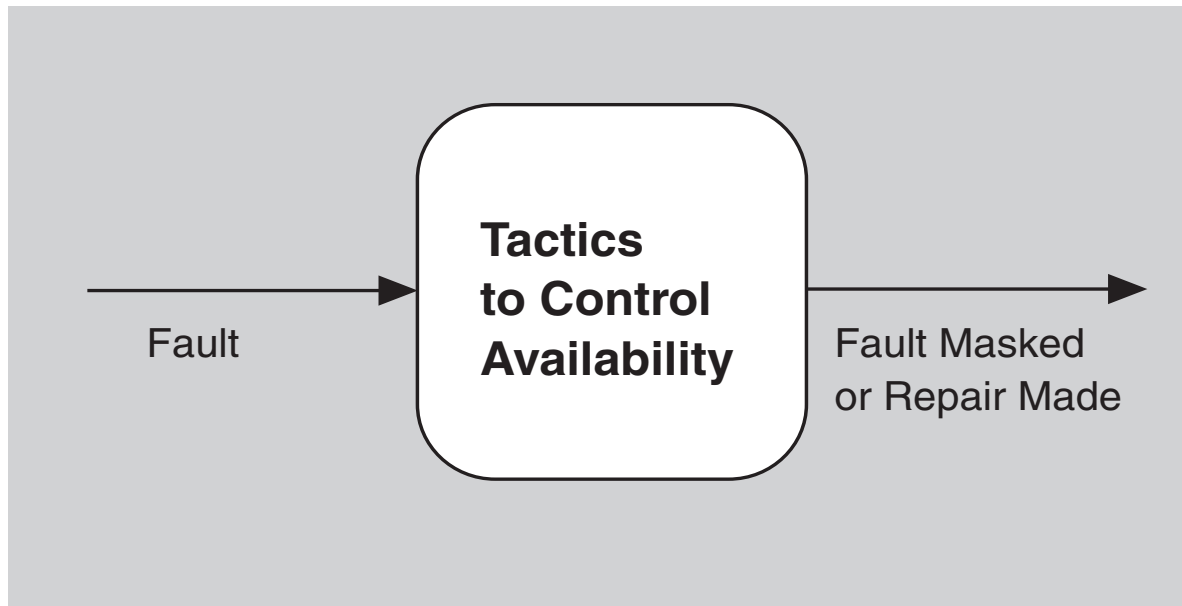 Fault
Tactics
to Control
Availability
Fault Masked
or Repair Made